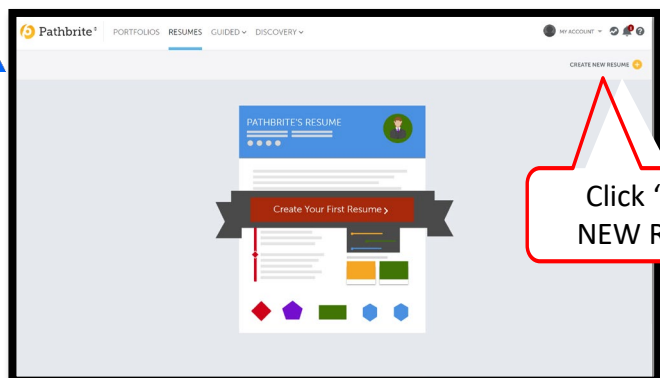 Pathbrite
PORTFOLIOS RESUMES GUIDED DISCOVERY
MY ACCOUNT
CREATE NEW RESUME
PATHBRITE'S RESUME
Create Your First Resume
Click
NEW R